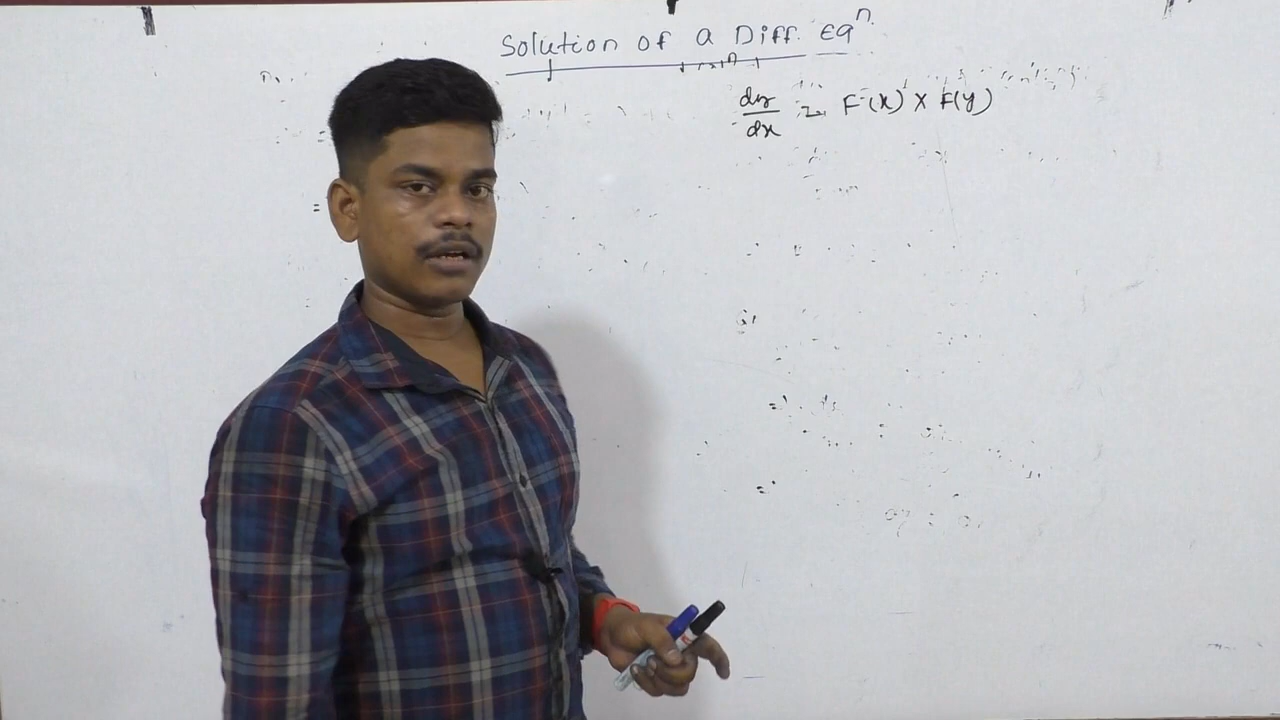 Solution of a Diff. Eqⁿ
dy/dx = F(x) x F(y)